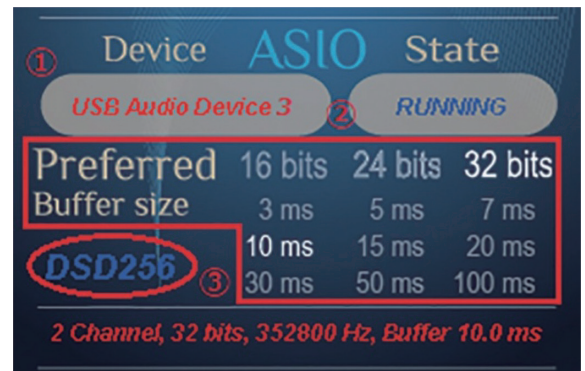 ① Device ASIO State
USB Audio Device 3 ② RUNNING
Preferred 16 bits 24 bits 32 bits
Buffer size 3 ms 5 ms 7 ms
10 ms 15 ms 20 ms
DSD256 ③ 30 ms 50 ms 100 ms
2 Channel, 32 bits, 352800 Hz, Buffer 10.0 ms